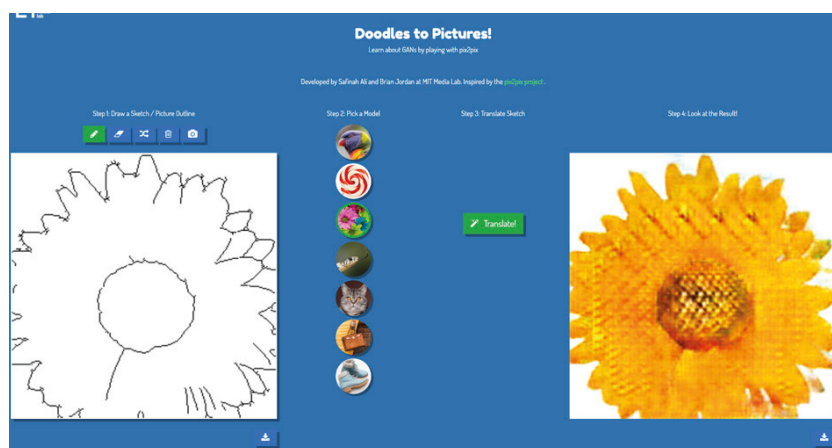 Doodles to Pictures!
Learn about GANs by playing with pix2pix
Developed by Safinah Ali and Brian Jordan at MIT Media Lab. Inspired by the pix2pix project .
Step 1: Draw a Sketch / Picture Outline
Step 2: Pick a Model
Step 3: Translate Sketch
Step 4: Look at the Result!
Translate!